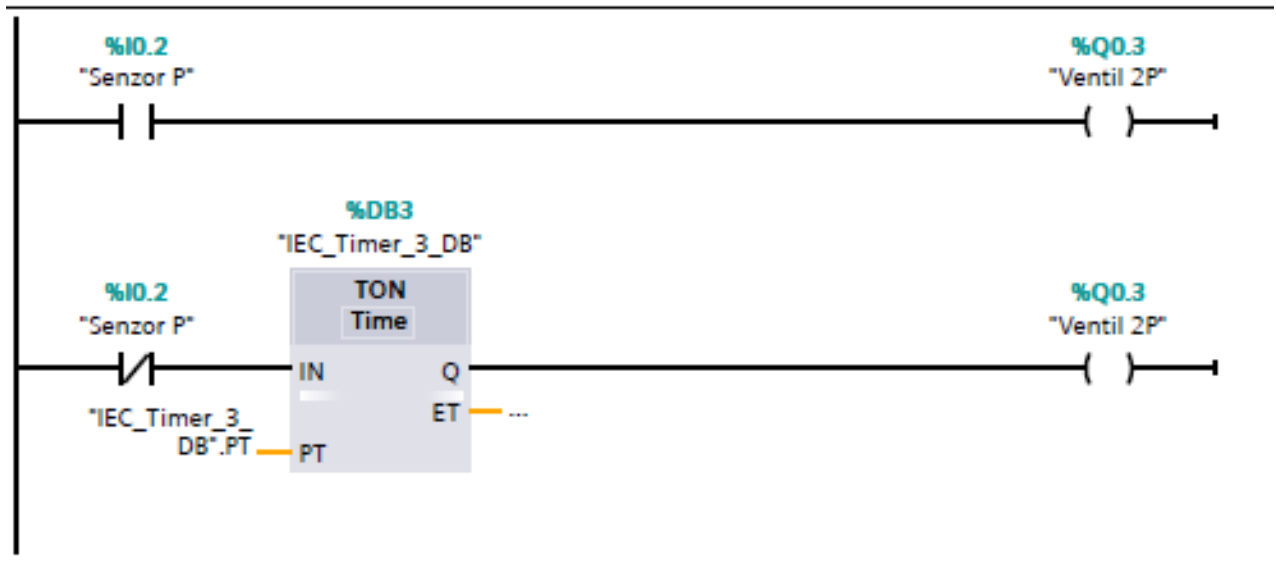 %I0.2
"Senzor P"
%Q0.3
"Ventil 2P"
%DB3
"IEC_Timer_3_DB"
TON
Time
%I0.2
"Senzor P"
%Q0.3
"Ventil 2P"
IN
Q
"IEC_Timer_3_
DB".PT
ET
...
PT